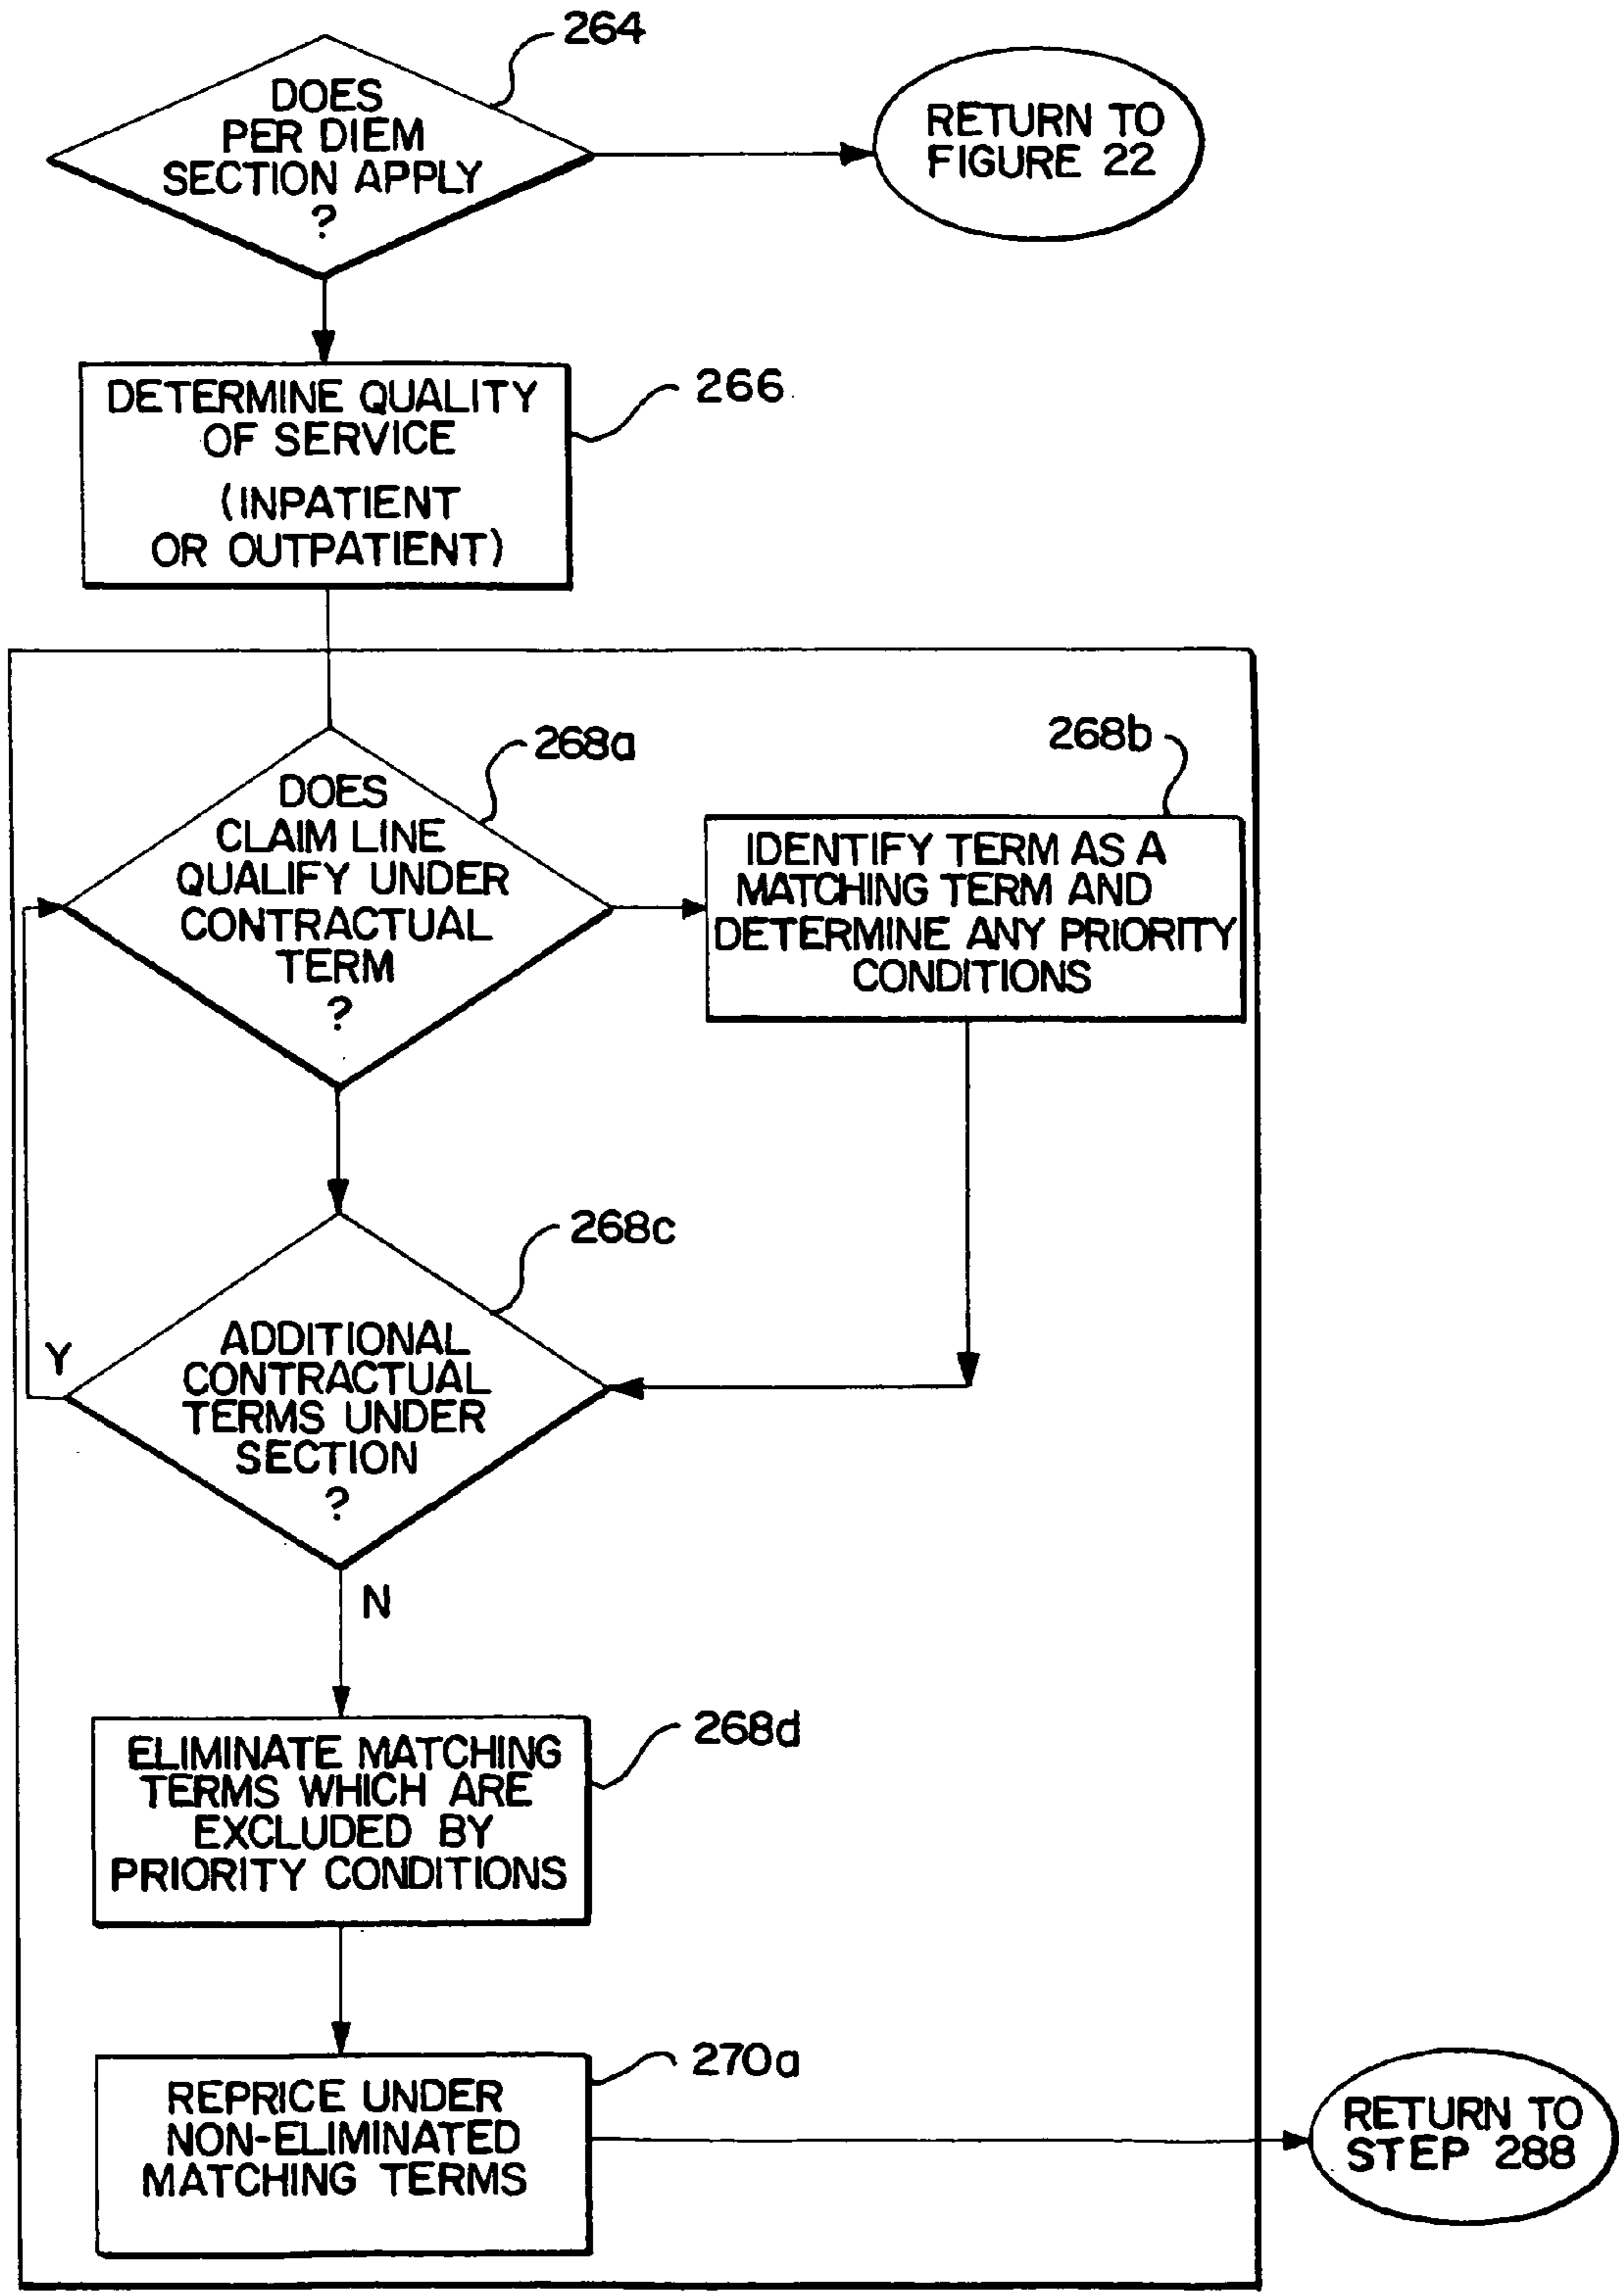 264
DOES
PER DIEM
SECTION APPLY
?
RETURN TO
FIGURE 22
DETERMINE QUALITY
OF SERVICE
(INPATIENT
OR OUTPATIENT)
266
268a
DOES
CLAIM LINE
QUALIFY UNDER
CONTRACTUAL
TERM
?
268b
IDENTIFY TERM AS A
MATCHING TERM AND
DETERMINE ANY PRIORITY
CONDITIONS
268c
ADDITIONAL
CONTRACTUAL
TERMS UNDER
SECTION
?
Y
N
268d
ELIMINATE MATCHING
TERMS WHICH ARE
EXCLUDED BY
PRIORITY CONDITIONS
270a
REPRICE UNDER
NON-ELIMINATED
MATCHING TERMS
RETURN TO
STEP 288